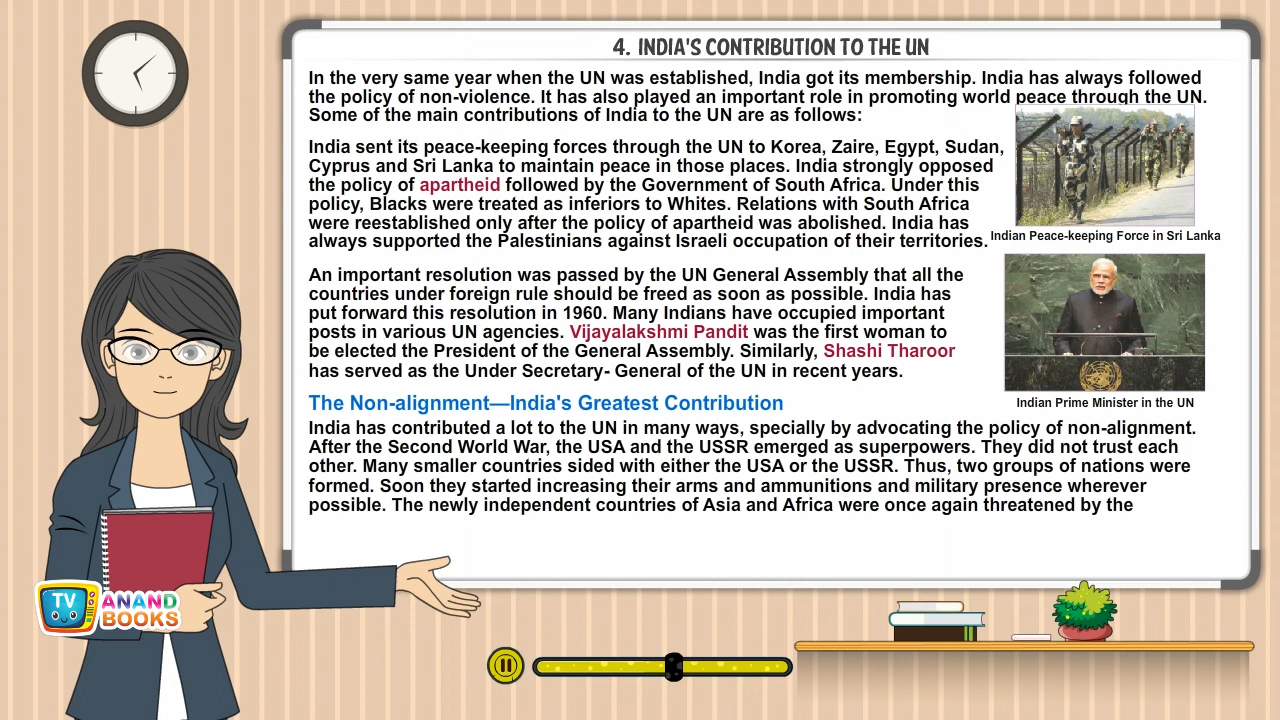 4. INDIA'S CONTRIBUTION TO THE UN
In the very same year when the UN was established, India got its membership. India has always followed
the policy of non-violence. It has also played an important role in promoting world peace through the UN.
Some of the main contributions of India to the UN are as follows:
India sent its peace-keeping forces through the UN to Korea, Zaire, Egypt, Sudan,
Cyprus and Sri Lanka to maintain peace in those places. India strongly opposed
the policy of apartheid followed by the Government of South Africa. Under this
policy, Blacks were treated as inferiors to Whites. Relations with South Africa
were reestablished only after the policy of apartheid was abolished. India has
always supported the Palestinians against Israeli occupation of their territories.
Indian Peace-keeping Force in Sri Lanka
An important resolution was passed by the UN General Assembly that all the
countries under foreign rule should be freed as soon as possible. India has
put forward this resolution in 1960. Many Indians have occupied important
posts in various UN agencies. Vijayalakshmi Pandit was the first woman to
be elected the President of the General Assembly. Similarly, Shashi Tharoor
has served as the Under Secretary- General of the UN in recent years.
Indian Prime Minister in the UN
The Non-alignment—India's Greatest Contribution
India has contributed a lot to the UN in many ways, specially by advocating the policy of non-alignment.
After the Second World War, the USA and the USSR emerged as superpowers. They did not trust each
other. Many smaller countries sided with either the USA or the USSR. Thus, two groups of nations were
formed. Soon they started increasing their arms and ammunitions and military presence wherever
possible. The newly independent countries of Asia and Africa were once again threatened by the
TV
ANAND
BOOKS